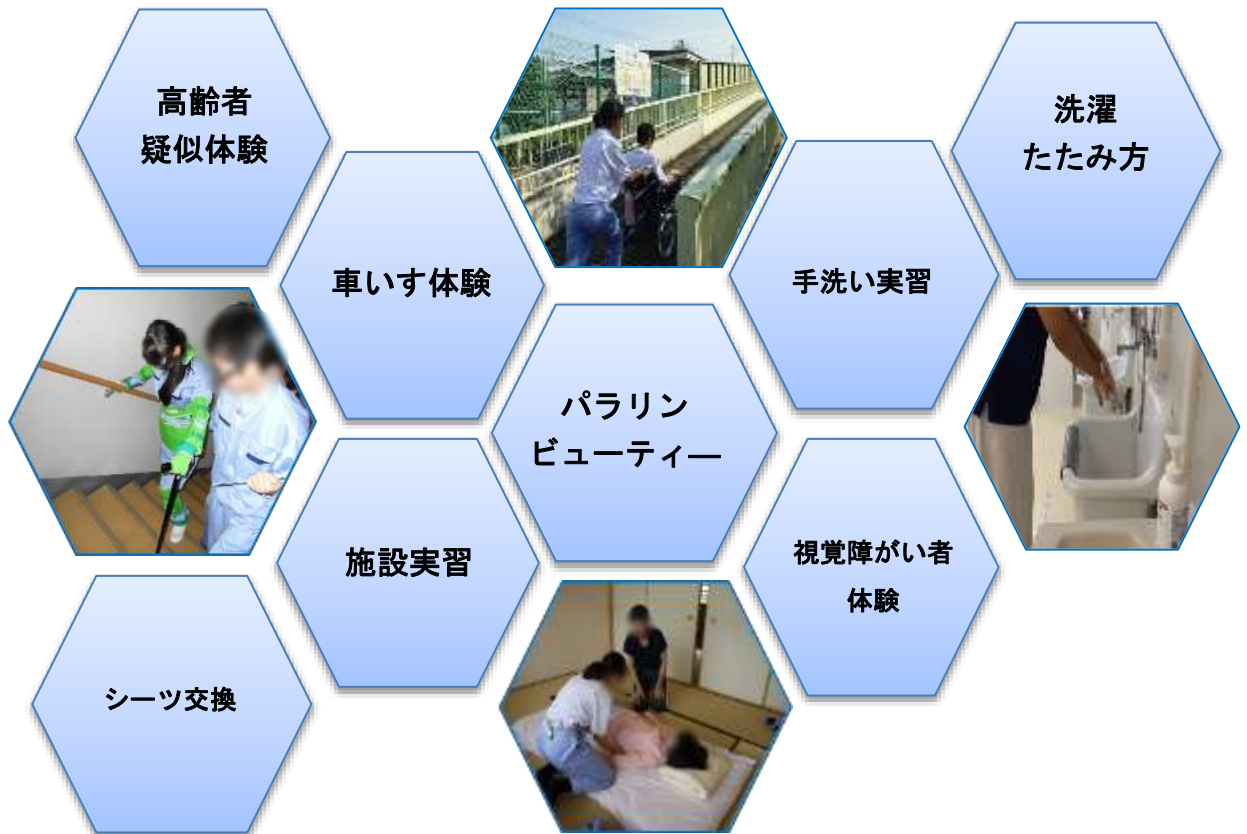 高齢者
疑似体験
洗濯
たたみ方
車いす体験
手洗い実習
パラリン
ビューティ―
施設実習
視覚障がい者
体験
シーツ交換